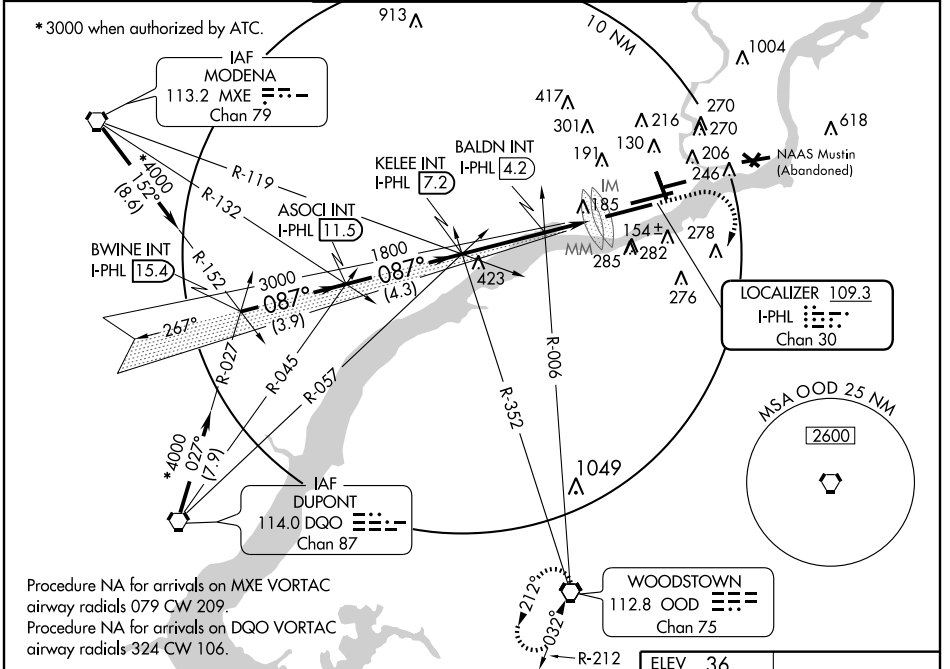 * 3000 when authorized by ATC.
913
10 NM
1004
IAF
MODENA
113.2 MXE
Chan 79
417
301
216
270
270
618
130
191
206
246
NAAS Mustin
(Abandoned)
BALDN INT
I-PHL 4.2
KELEE INT
I-PHL 7.2
*4000
152°
(8.6)
R-119
R-132
R-152
ASOCI INT
I-PHL 11.5
IM
185
MM
154±
278
285
282
276
BWINE INT
I-PHL 15.4
3000
087°
(3.9)
1800
087°
(4.3)
423
267°
LOCALIZER 109.3
I-PHL
Chan 30
R-027
R-045
R-057
R-352
R-006
*4000
027°
(7.9)
MSA OOD 25 NM
2600
1049
IAF
DUPONT
114.0 DQO
Chan 87
WOODSTOWN
112.8 OOD
Chan 75
212°
032°
R-212
Procedure NA for arrivals on MXE VORTAC
airway radials 079 CW 209.
Procedure NA for arrivals on DQO VORTAC
airway radials 324 CW 106.
ELEV 36